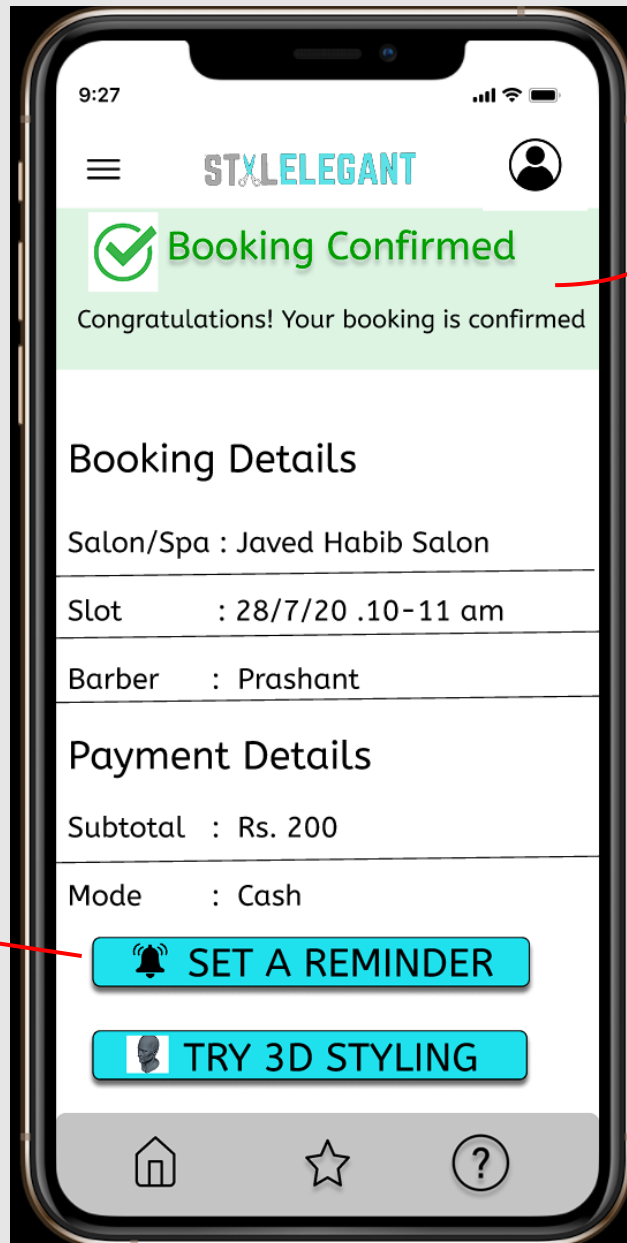 9:27
STYLELEGANT
Booking Confirmed
Congratulations! Your booking is confirmed
Booking Details
Salon/Spa : Javed Habib Salon
Slot : 28/7/20 .10-11 am
Barber : Prashant
Payment Details
Subtotal : Rs. 200
Mode : Cash
SET A REMINDER
TRY 3D STYLING
?